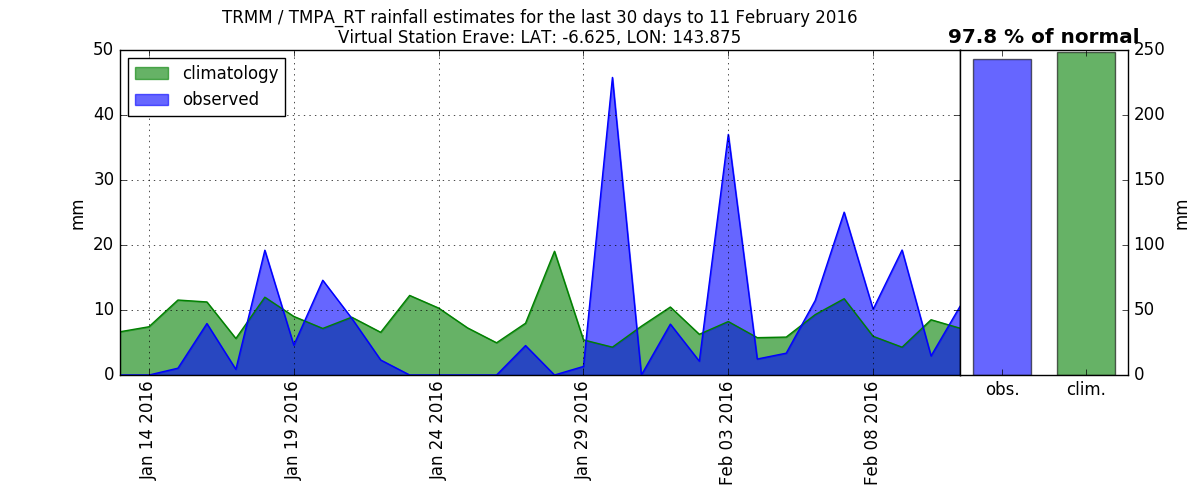 TRMM / TMPA_RT rainfall estimates for the last 30 days to 11 February 2016
Virtual Station Erave: LAT: -6.625, LON: 143.875
97.8 % of normal
climatology
observed
50
40
30
20
10
0
mm
Jan 14 2016
Jan 19 2016
Jan 24 2016
Jan 29 2016
Feb 03 2016
Feb 08 2016
250
200
150
100
50
0
mm
obs.
clim.